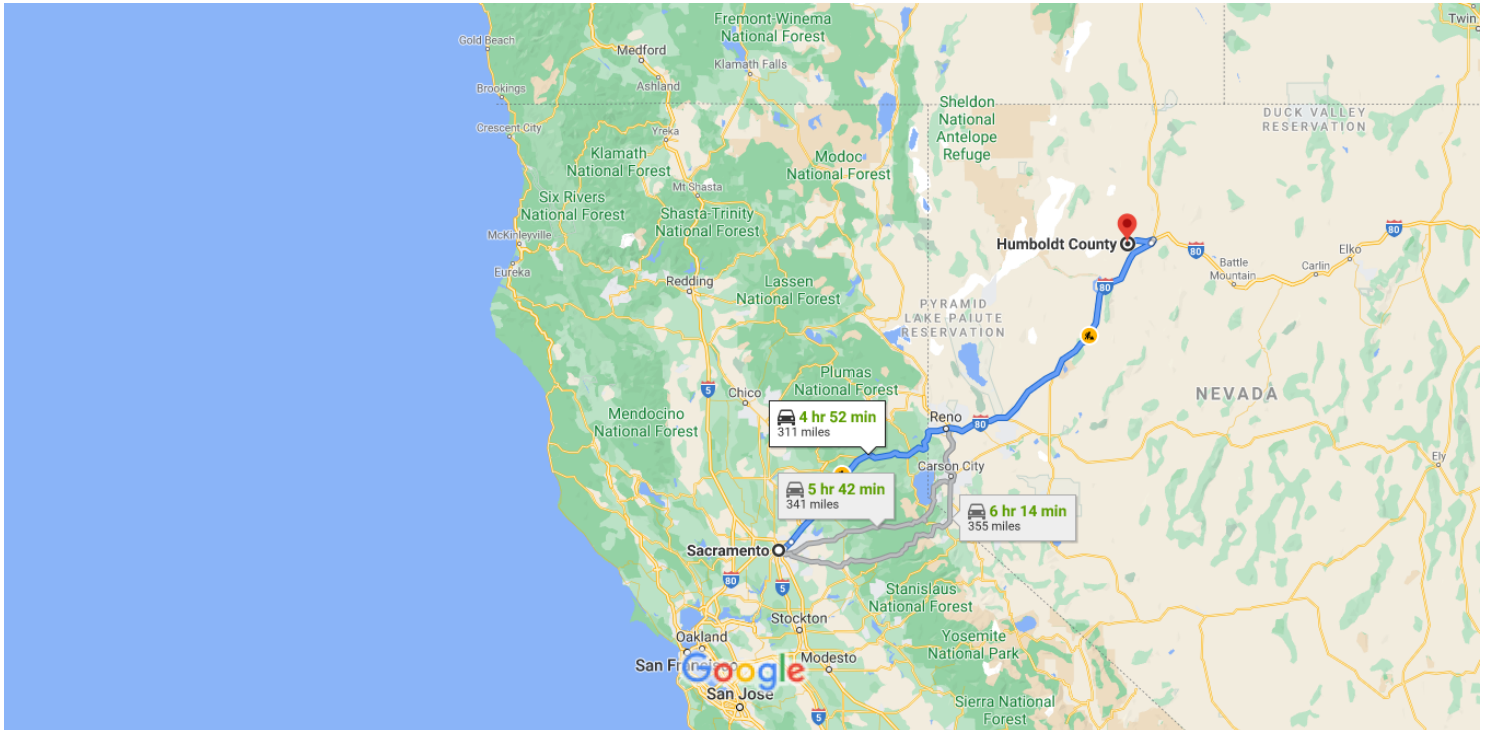 Fremont-Winema
National Forest
Twin
Gold Beach
Medford
Klamath Falls
Ashland
Brookings
Sheldon
National
Antelope
Refuge
DUCK VALLEY
RESERVATION
Crescent City
Yreka
Klamath
National Forest
Modoc
National Forest
Mt Shasta
Six Rivers
National Forest
Shasta-Trinity
National Forest
McKinleyville
Humboldt County
80
80
Elko
Eureka
Battle
Mountain
Carlin
Redding
Lassen
National Forest
80
PYRAMID
LAKE PAIUTE
RESERVATION
Plumas
National Forest
5
Chico
NEVADA
Mendocino
National Forest
4 hr 52 min
311 miles
Reno
80
Carson City
Ely
5 hr 42 min
341 miles
6 hr 14 min
355 miles
Sacramento
80
5
Stanislaus
National Forest
Stockton
Oakland
Yosemite
National Park
Modesto
Google
San Jose
Sierra National
Forest
5